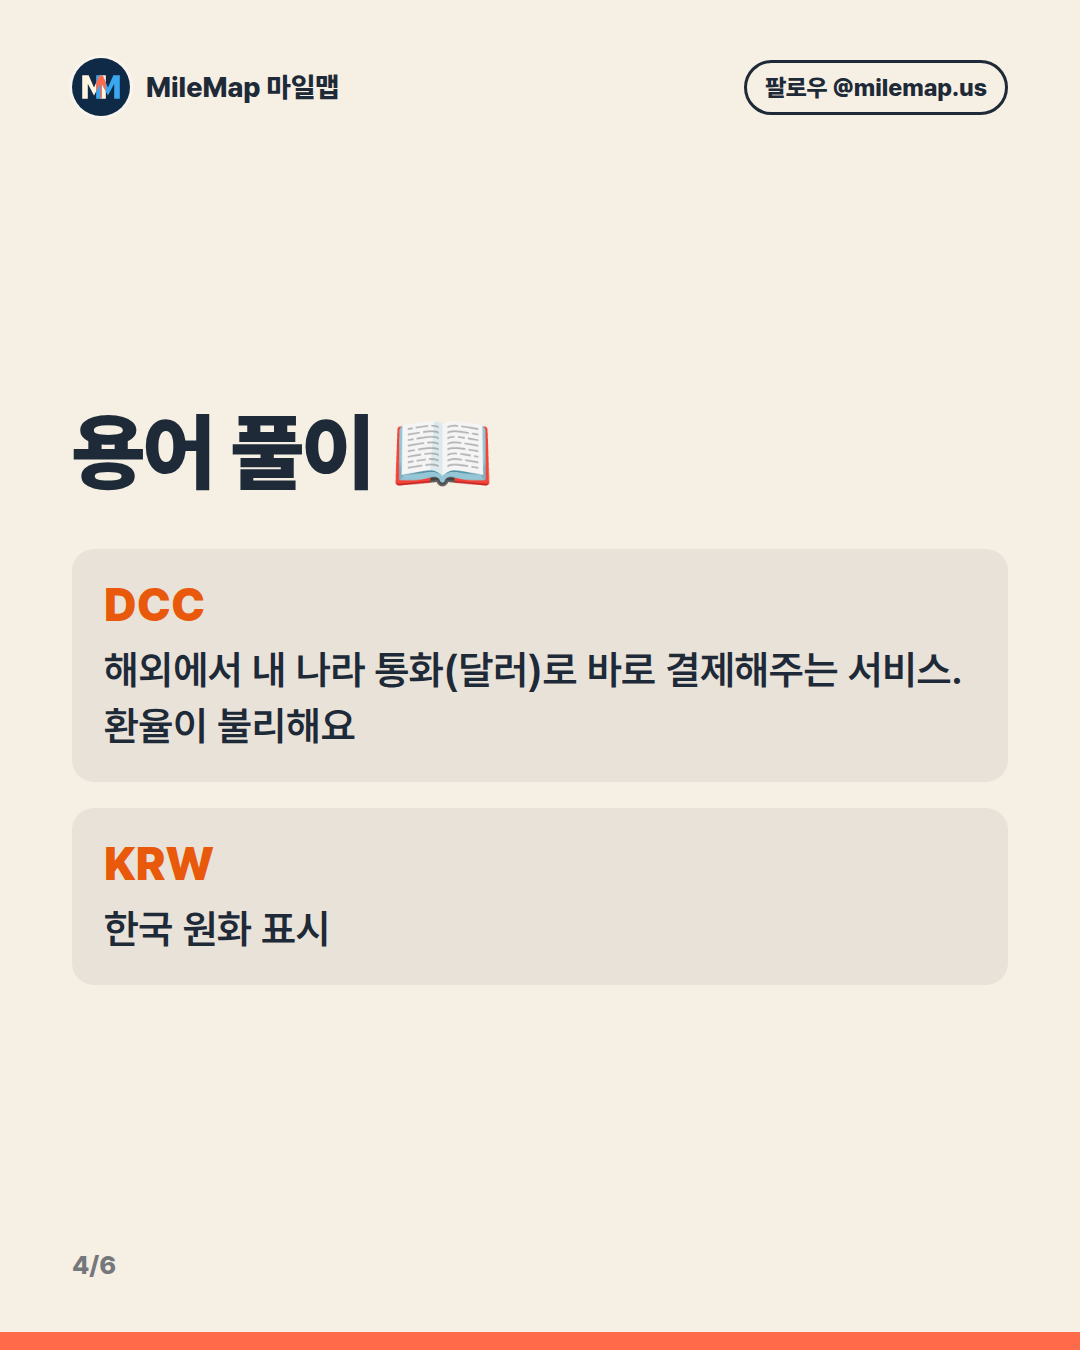 MM
MileMap 마일맵
팔로우 @milemap.us
용어 풀이 📖
DCC
해외에서 내 나라 통화(달러)로 바로 결제해주는 서비스.
환율이 불리해요
KRW
한국 원화 표시
4/6